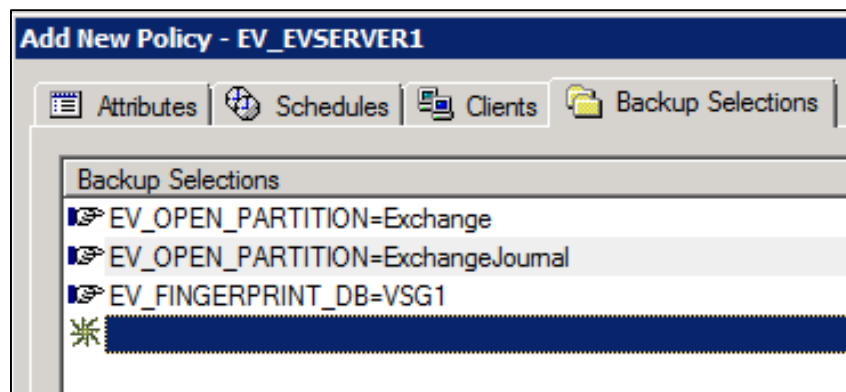 Add New Policy - EV_EVSERVER1
Attributes Schedules Clients Backup Selections
Backup Selections
EV_OPEN_PARTITION=Exchange
EV_OPEN_PARTITION=ExchangeJournal
EV_FINGERPRINT_DB=VSG1